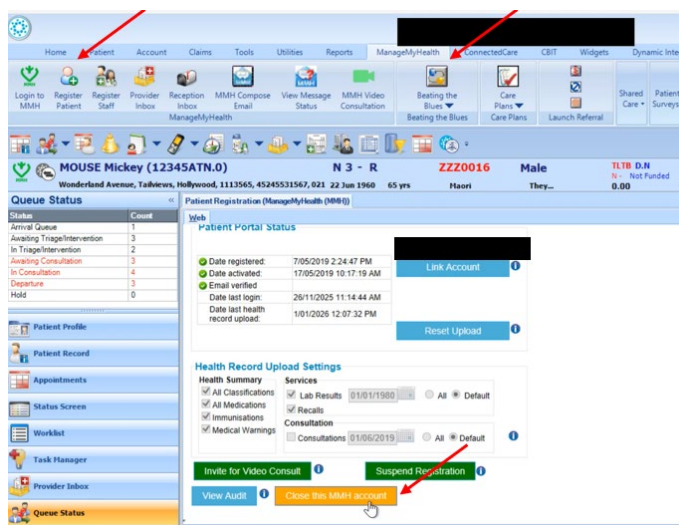 Home Patient Account Claims Tools Utilities Reports ManageMyHealth ConnectedCare CBIT Widgets Dynamic Inte
Login to MMH
Register Patient
Register Staff
Provider Inbox
Reception Inbox
MMH Compose Email
View Message Status
MMH Video Consultation
Beating the Blues
Care Plans
Shared Care
Patient Surveys
ManageMyHealth
Beating the Blues
Care Plans
Launch Referral
MOUSE Mickey (12345ATN.0) N 3 - R ZZZ0016 Male TLTB D.N
N - Not Funded
Wonderland Avenue, Tailviews, Hollywood, 1113565, 45245531567, 021 22 Jun 1960 65 yrs Maori They... 0.00
Queue Status
Status Count
Arrival Queue 1
Awaiting Triage/Intervention 3
In Triage/Intervention 2
Awaiting Consultation 3
In Consultation 4
Departure 3
Hold 0
Patient Profile
Patient Record
Appointments
Status Screen
Worklist
Task Manager
Provider Inbox
Queue Status
Patient Registration (ManageMyHealth (MMH))
Web
Patient Portal Status
Date registered: 7/05/2019 2:24:47 PM
Date activated: 17/05/2019 10:17:19 AM
Email verified
Date last login: 26/11/2025 11:14:44 AM
Date last health record upload: 1/01/2026 12:07:32 PM
Link Account
Reset Upload
Health Record Upload Settings
Health Summary
All Classifications
All Medications
Immunisations
Medical Warnings
Services
Lab Results 01/01/1980 All Default
Recalls
Consultation
Consultations 01/06/2019 All Default
Invite for Video Consult
Suspend Registration
View Audit
Close this MMH account